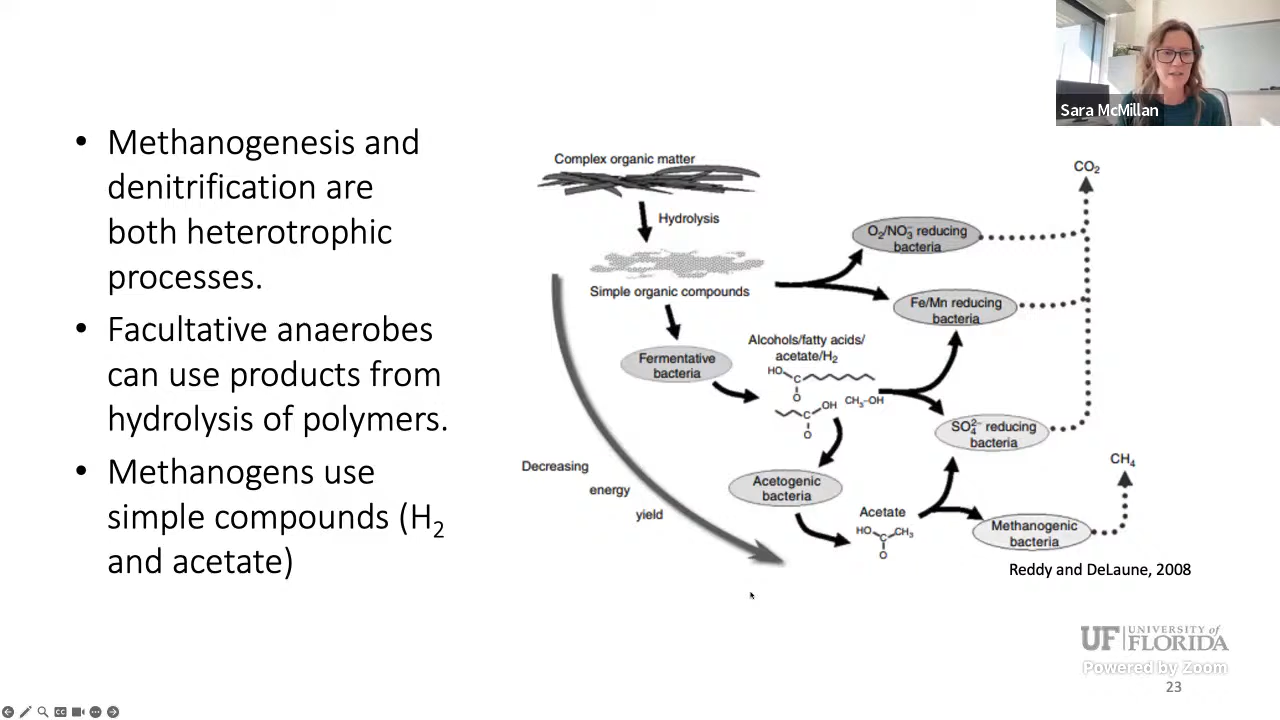 Sara McMillan
• Methanogenesis and
denitrification are
both heterotrophic
processes.
• Facultative anaerobes
can use products from
hydrolysis of polymers.
• Methanogens use
simple compounds (H₂
and acetate)
Complex organic matter
Hydrolysis
Simple organic compounds
Fermentative
bacteria
Alcohols/fatty acids/
acetate/H₂
HO
C
O
OH
C
O
CH₃–OH
Acetogenic
bacteria
Acetate
HO
C
CH₃
O
O₂/NO₃⁻ reducing
bacteria
Fe/Mn reducing
bacteria
SO₄²⁻ reducing
bacteria
Methanogenic
bacteria
CO₂
CH₄
Decreasing
energy
yield
Reddy and DeLaune, 2008
UF UNIVERSITY of
FLORIDA
Powered by Zoom
23
CC